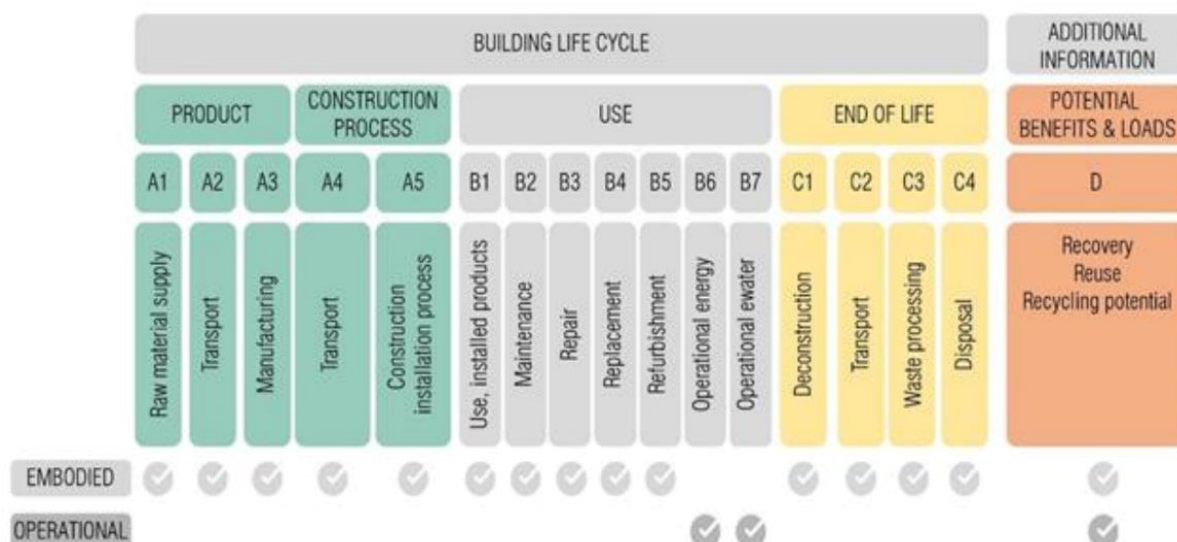 BUILDING LIFE CYCLE
ADDITIONAL
INFORMATION
PRODUCT
CONSTRUCTION
PROCESS
USE
END OF LIFE
POTENTIAL
BENEFITS & LOADS
A1 A2 A3 A4 A5 B1 B2 B3 B4 B5 B6 B7 C1 C2 C3 C4 D
Raw material supply
Transport
Manufacturing
Transport
Construction
installation process
Use, installed products
Maintenance
Repair
Replacement
Refurbishment
Operational energy
Operational ewater
Deconstruction
Transport
Waste processing
Disposal
Recovery
Reuse
Recycling potential
EMBODIED
OPERATIONAL